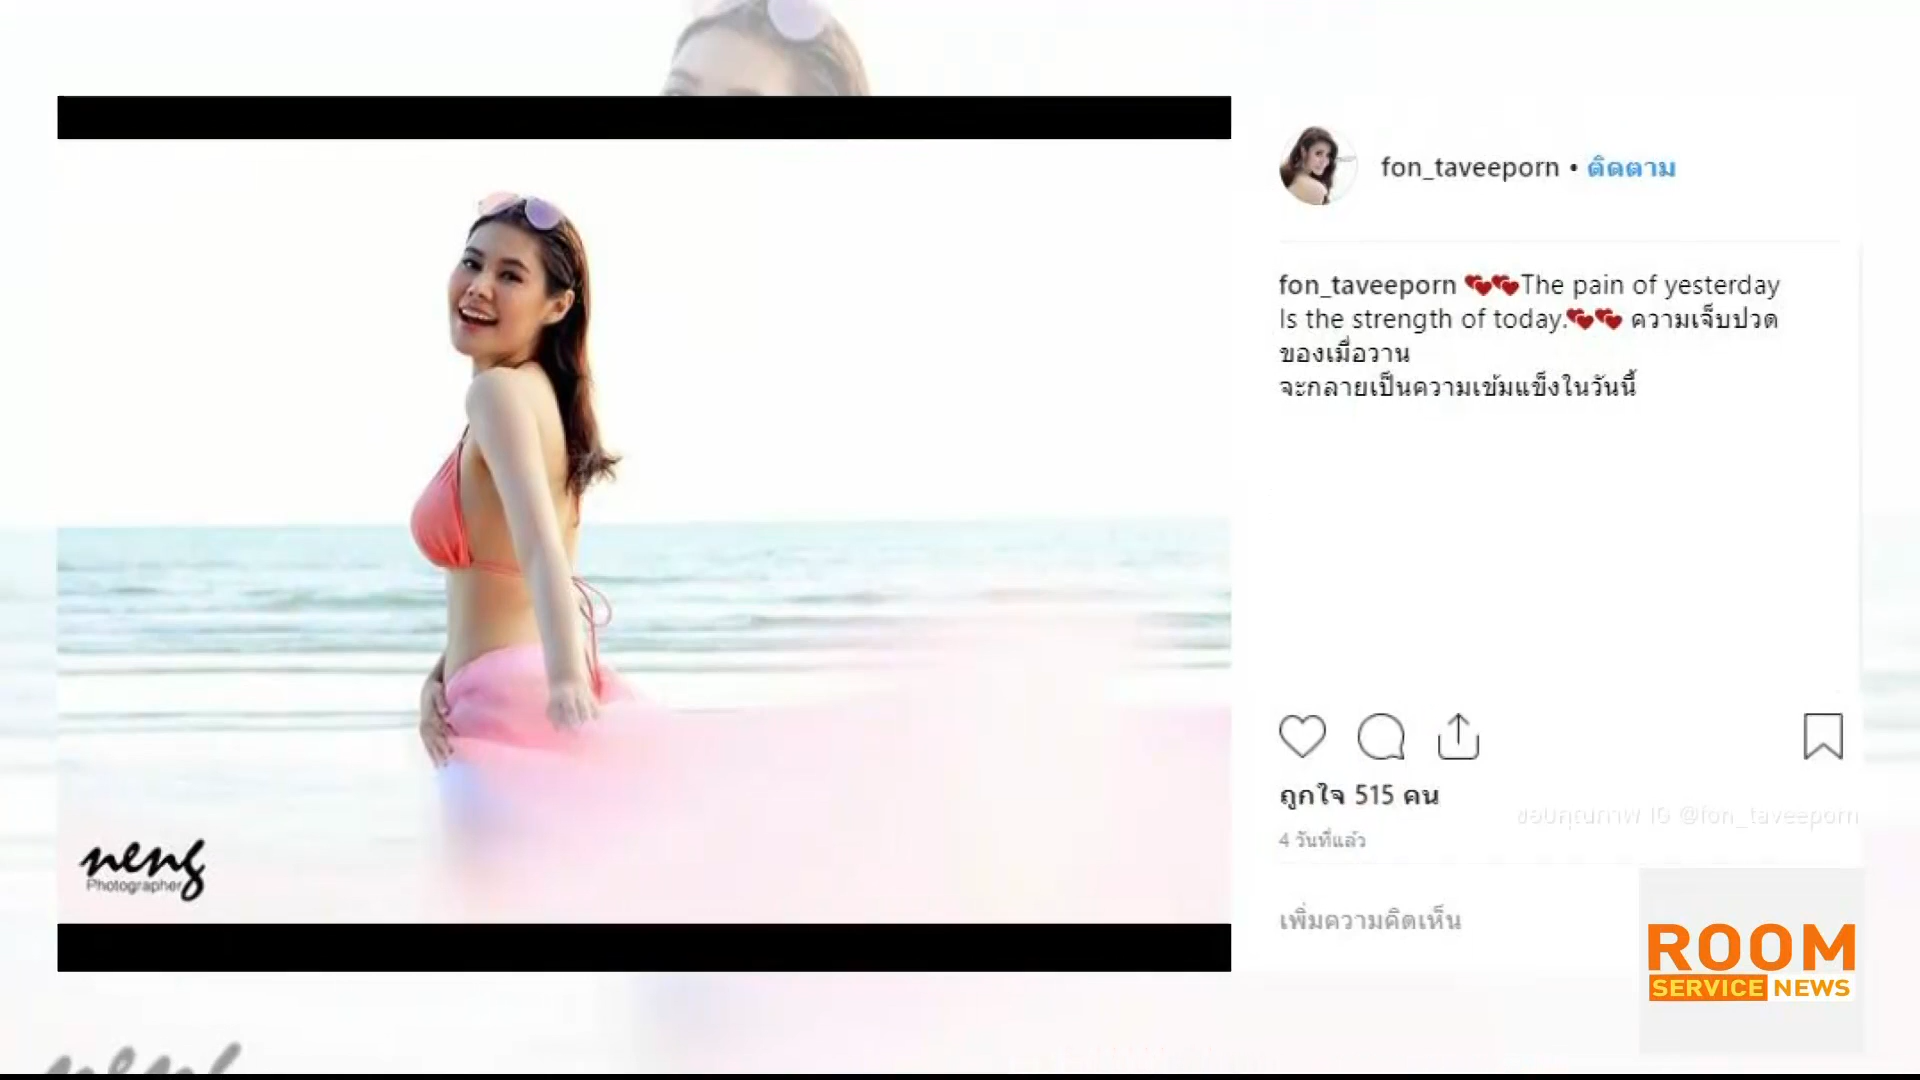 fon_taveeporn • ติดตาม
fon_taveeporn 💕💕The pain of yesterday
Is the strength of today.💕💕 ความเจ็บปวด
ของเมื่อวาน
จะกลายเป็นความเข้มแข็งในวันนี้
ถูกใจ 515 คน
ขอบคุณภาพ IG @fon_taveeporn
4 วันที่แล้ว
เพิ่มความคิดเห็น
neng
Photographer
ROOM
SERVICE NEWS
neng